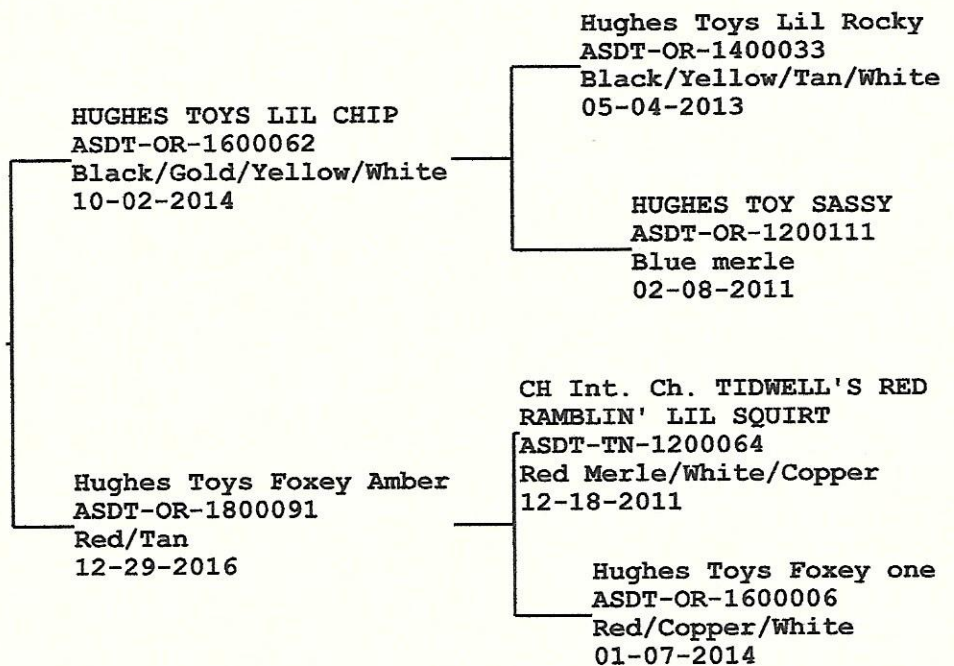 Hughes Toys Lil Rocky
ASDT-OR-1400033
Black/Yellow/Tan/White
05-04-2013
HUGHES TOYS LIL CHIP
ASDT-OR-1600062
Black/Gold/Yellow/White
10-02-2014
HUGHES TOY SASSY
ASDT-OR-1200111
Blue merle
02-08-2011
CH Int. Ch. TIDWELL'S RED
RAMBLIN' LIL SQUIRT
ASDT-TN-1200064
Red Merle/White/Copper
12-18-2011
Hughes Toys Foxey Amber
ASDT-OR-1800091
Red/Tan
12-29-2016
Hughes Toys Foxey one
ASDT-OR-1600006
Red/Copper/White
01-07-2014